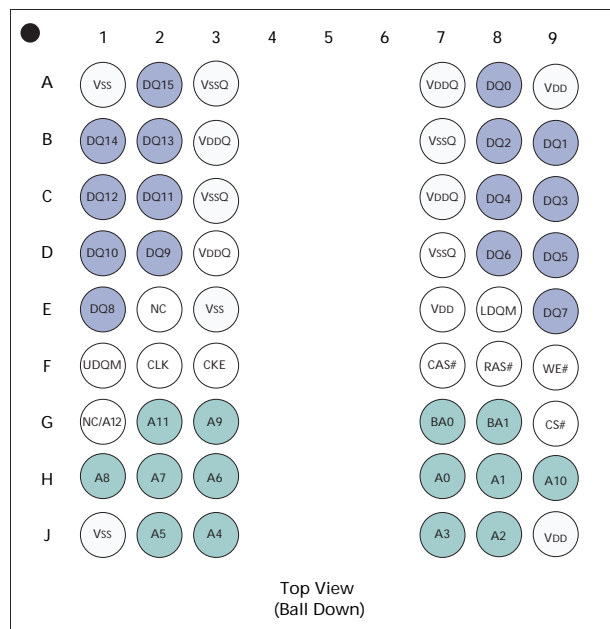 1 2 3 4 5 6 7 8 9
A VSS DQ15 VSSQ VDDQ DQ0 VDD
B DQ14 DQ13 VDDQ VSSQ DQ2 DQ1
C DQ12 DQ11 VSSQ VDDQ DQ4 DQ3
D DQ10 DQ9 VDDQ VSSQ DQ6 DQ5
E DQ8 NC VSS VDD LDQM DQ7
F UDQM CLK CKE CAS# RAS# WE#
G NC/A12 A11 A9 BA0 BA1 CS#
H A8 A7 A6 A0 A1 A10
J VSS A5 A4 A3 A2 VDD
Top View
(Ball Down)